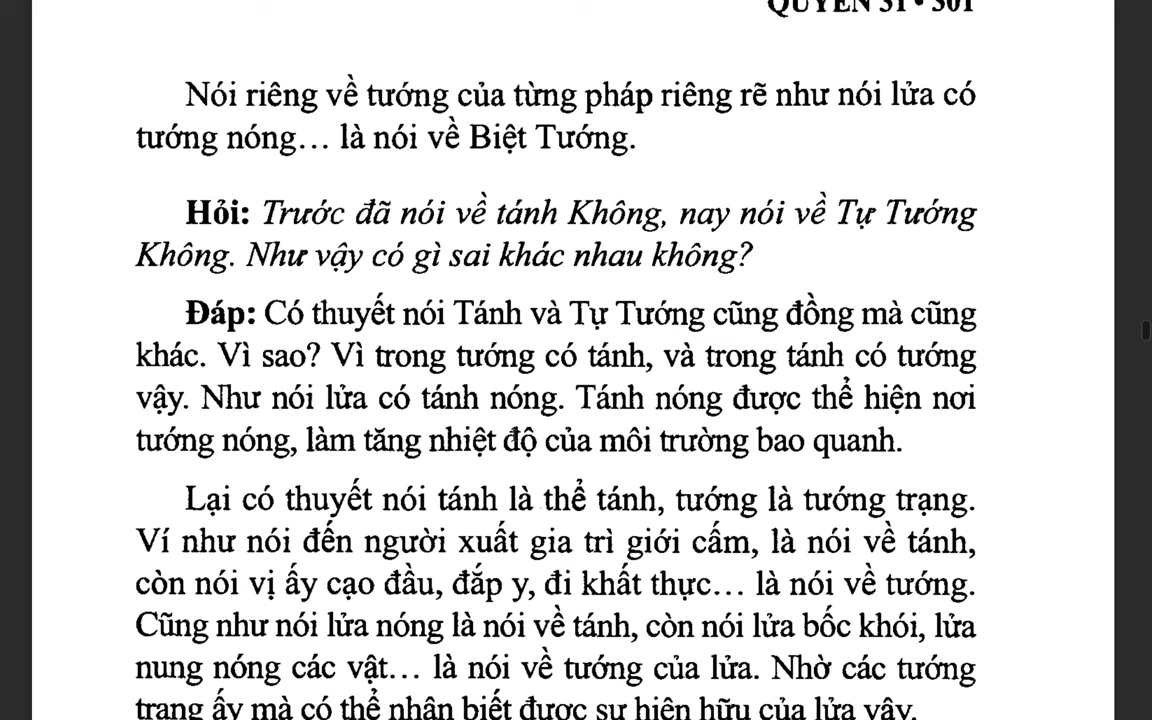 QUYỂN 31 • 301
Nói riêng về tướng của từng pháp riêng rẽ như nói lửa có
tướng nóng... là nói về Biệt Tướng.
Hỏi: Trước đã nói về tánh Không, nay nói về Tự Tướng
Không. Như vậy có gì sai khác nhau không?
Đáp: Có thuyết nói Tánh và Tự Tướng cũng đồng mà cũng
khác. Vì sao? Vì trong tướng có tánh, và trong tánh có tướng
vậy. Như nói lửa có tánh nóng. Tánh nóng được thể hiện nơi
tướng nóng, làm tăng nhiệt độ của môi trường bao quanh.
Lại có thuyết nói tánh là thể tánh, tướng là tướng trạng.
Ví như nói đến người xuất gia trì giới cấm, là nói về tánh,
còn nói vị ấy cạo đầu, đắp y, đi khất thực... là nói về tướng.
Cũng như nói lửa nóng là nói về tánh, còn nói lửa bốc khói, lửa
nung nóng các vật... là nói về tướng của lửa. Nhờ các tướng
trạng ấy mà có thể nhận biết được sự hiện hữu của lửa vậy.